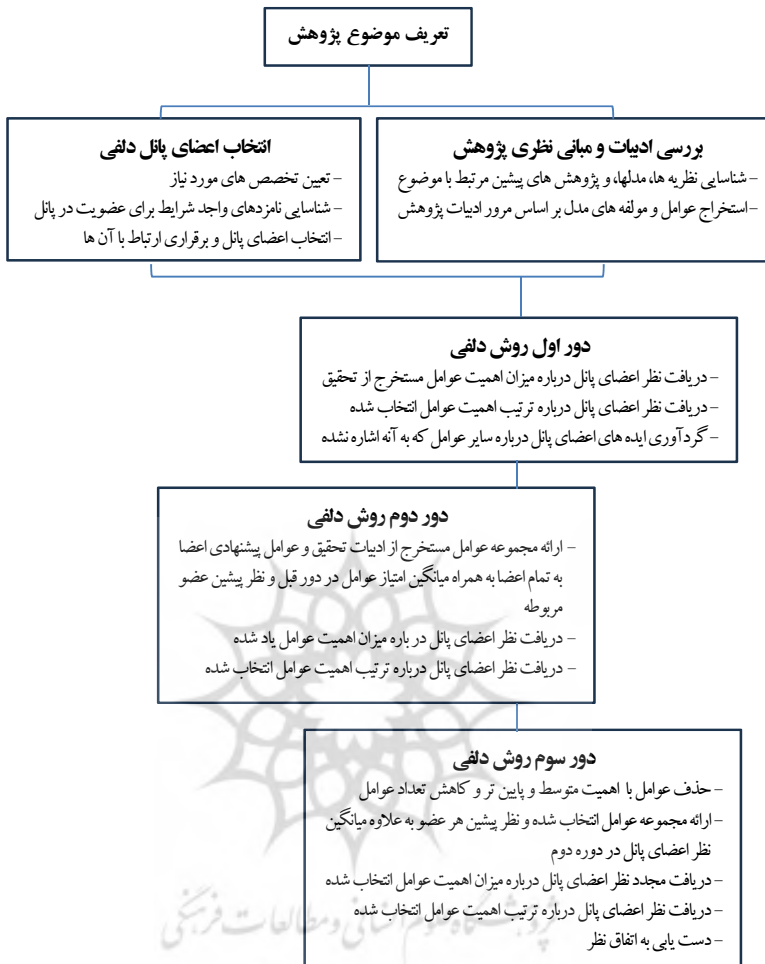 تعریف موضوع پژوهش
بررسی ادبیات و مبانی نظری پژوهش
- شناسایی نظریه ها، مدلها، و پژوهش های پیشین مرتبط با موضوع
- استخراج عوامل و مولفه های مدل بر اساس مرور ادبیات پژوهش
انتخاب اعضای پانل دلفی
- تعیین تخصص های مورد نیاز
- شناسایی نامزدهای واجد شرایط برای عضویت در پانل
- انتخاب اعضای پانل و برقراری ارتباط با آن ها
دور اول روش دلفی
- دریافت نظر اعضای پانل درباره میزان اهمیت عوامل مستخرج از تحقیق
- دریافت نظر اعضای پانل درباره ترتیب اهمیت عوامل انتخاب شده
- گردآوری ایده های اعضای پانل درباره سایر عوامل که به آنه اشاره نشده
دور دوم روش دلفی
- ارائه مجموعه عوامل مستخرج از ادبیات تحقیق و عوامل پیشنهادی اعضا
به تمام اعضا به همراه میانگین امتیاز عوامل در دور قبل و نظر پیشین عضو
مربوطه
- دریافت نظر اعضای پانل در باره میزان اهمیت عوامل یاد شده
- دریافت نظر اعضای پانل درباره ترتیب اهمیت عوامل انتخاب شده
دور سوم روش دلفی
- حذف عوامل با اهمیت متوسط و پایین تر و کاهش تعداد عوامل
- ارائه مجموعه عوامل انتخاب شده و نظر پیشین هر عضو به علاوه میانگین
نظر اعضای پانل در دوره دوم
- دریافت مجدد نظر اعضای پانل درباره میزان اهمیت عوامل انتخاب شده
- دریافت نظر اعضای پانل درباره ترتیب اهمیت عوامل انتخاب شده
- دست یابی به اتفاق نظر
پژوهشگاه علوم انسانی و مطالعات فرهنگی